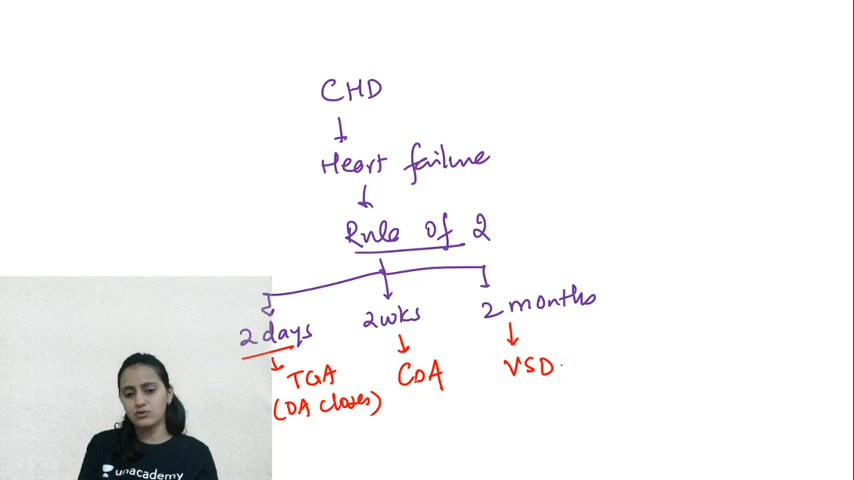 CHD
Heart failure
Rule of 2
2 days
2wks
2 months
TGA
(DA closes)
COA
VSD.
unacademy